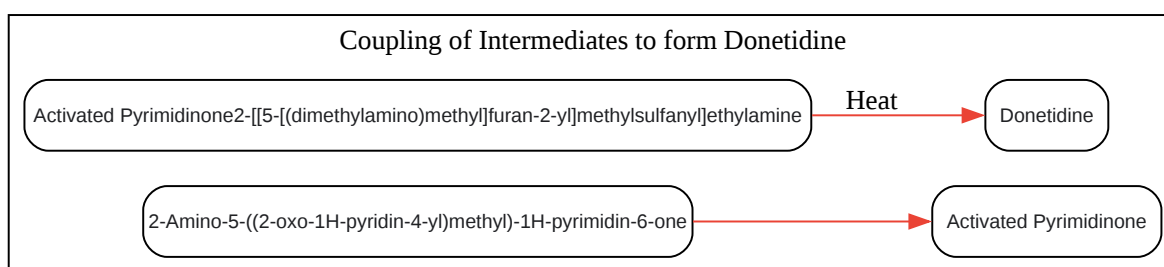 Coupling of Intermediates to form Donetidine
Activated Pyrimidinone2-[[5-[(dimethylamino)methyl]furan-2-yl]methylsulfanyl]ethylamine
Heat
Donetidine
2-Amino-5-((2-oxo-1H-pyridin-4-yl)methyl)-1H-pyrimidin-6-one
Activated Pyrimidinone